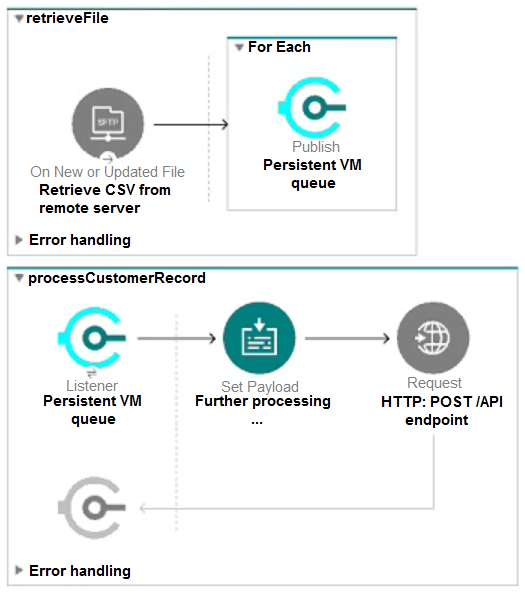 retrieveFile
For Each
SFTP
On New or Updated File
Retrieve CSV from
remote server
Publish
Persistent VM
queue
Error handling
processCustomerRecord
Listener
Persistent VM
queue
Set Payload
Further processing
...
Request
HTTP: POST /API
endpoint
Error handling